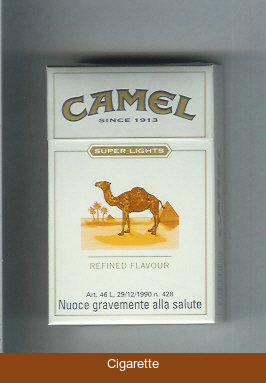 CAMEL
SINCE 1913
SUPER LIGHTS
REFINED FLAVOUR
Art. 46 L. 29/12/1990 n. 428
Nuoce gravemente alla salute
Cigarette